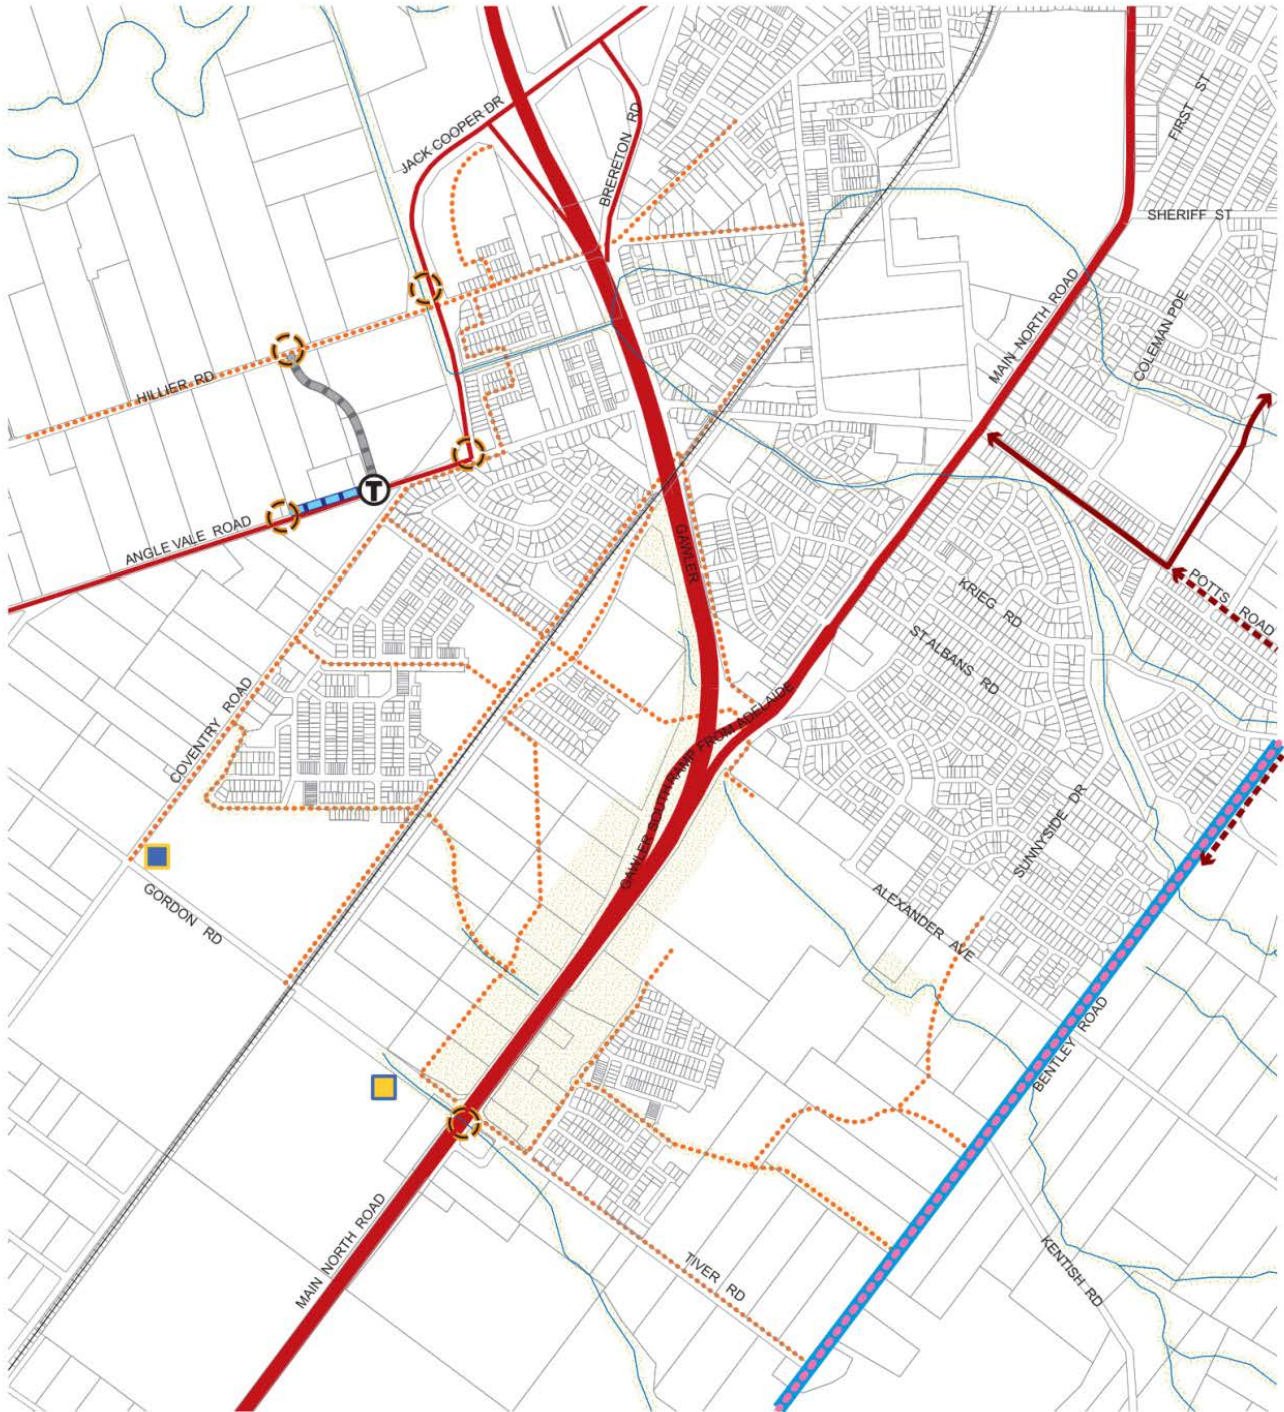 JACK COOPER DR
BRERETON RD
FIRST ST
SHERIFF ST
MAIN NORTH ROAD
COLEMAN PDE
HILLIER RD
T
ANGLE VALE ROAD
GAWLER
POTTS ROAD
KRIEG RD
ST ALBANS RD
COVENTRY ROAD
GAWLER SOUTH RAMP FROM ADELAIDE
SUNNYSIDE DR
GORDON RD
ALEXANDER AVE
BENTLEY ROAD
MAIN NORTH ROAD
TIVER RD
KENTISH RD